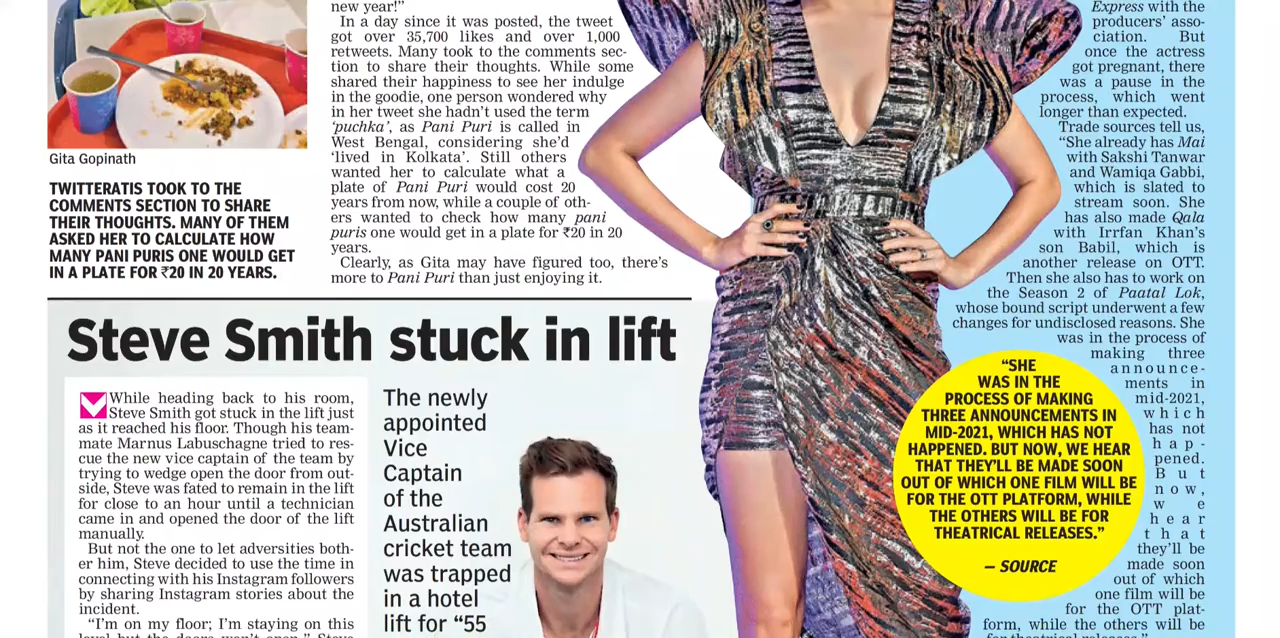 Gita Gopinath
TWITTERATIS TOOK TO THE
COMMENTS SECTION TO SHARE
THEIR THOUGHTS. MANY OF THEM
ASKED HER TO CALCULATE HOW
MANY PANI PURIS ONE WOULD GET
IN A PLATE FOR ₹20 IN 20 YEARS.
new year!”
In a day since it was posted, the tweet
got over 35,700 likes and over 1,000
retweets. Many took to the comments sec-
tion to share their thoughts. While some
shared their happiness to see her indulge
in the goodie, one person wondered why
in her tweet she hadn’t used the term
‘puchka’, as Pani Puri is called in
West Bengal, considering she’d
‘lived in Kolkata’. Still others
wanted her to calculate what a
plate of Pani Puri would cost 20
years from now, while a couple of oth-
ers wanted to check how many pani
puris one would get in a plate for ₹20 in 20
years.
Clearly, as Gita may have figured too, there’s
more to Pani Puri than just enjoying it.
Steve Smith stuck in lift
While heading back to his room,
Steve Smith got stuck in the lift just
as it reached his floor. Though his team-
mate Marnus Labuschagne tried to res-
cue the new vice captain of the team by
trying to wedge open the door from out-
side, Steve was fated to remain in the lift
for close to an hour until a technician
came in and opened the door of the lift
manually.
But not the one to let adversities both-
er him, Steve decided to use the time in
connecting with his Instagram followers
by sharing Instagram stories about the
incident.
“I’m on my floor; I’m staying on this
level but the doors won’t open,” Steve
The newly
appointed
Vice
Captain
of the
Australian
cricket team
was trapped
in a hotel
lift for “55
Express with the
producers’ asso-
ciation. But
once the actress
got pregnant, there
was a pause in the
process, which went
longer than expected.
Trade sources tell us,
“She already has Mai
with Sakshi Tanwar
and Wamiqa Gabbi,
which is slated to
stream soon. She
has also made Qala
with Irrfan Khan’s
son Babil, which is
another release on OTT.
Then she also has to work on
the Season 2 of Paatal Lok,
whose bound script underwent a few
changes for undisclosed reasons. She
was in the process of
making three
announce-
ments in
mid-2021,
which
has not
hap-
pened.
But
now,
we
hear
that
they’ll be
made soon
out of which
one film will be
for the OTT plat-
form, while the others will be
for theatrical releases.”
“SHE
WAS IN THE
PROCESS OF MAKING
THREE ANNOUNCEMENTS IN
MID-2021, WHICH HAS NOT
HAPPENED. BUT NOW, WE HEAR
THAT THEY’LL BE MADE SOON
OUT OF WHICH ONE FILM WILL BE
FOR THE OTT PLATFORM, WHILE
THE OTHERS WILL BE FOR
THEATRICAL RELEASES.”
– SOURCE